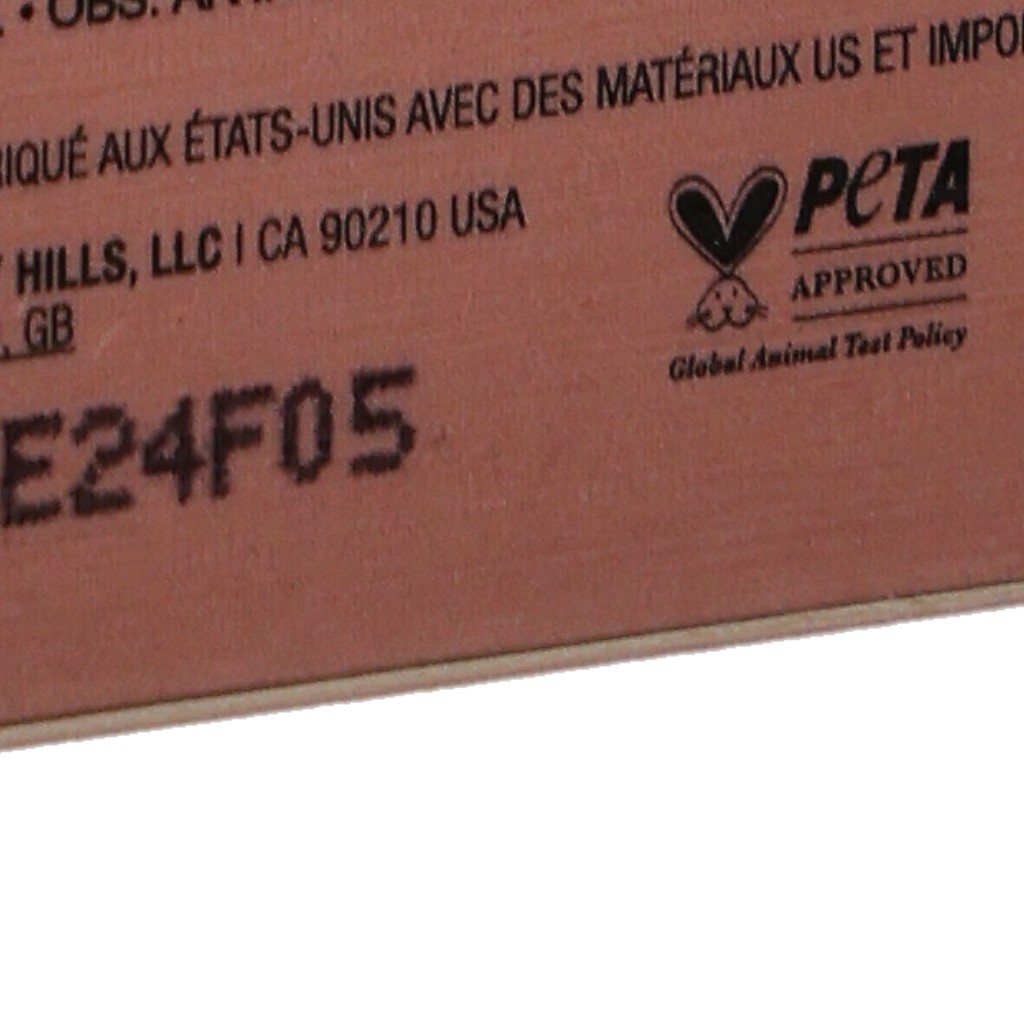 • OBS.
RIQUÉ AUX ÉTATS-UNIS AVEC DES MATÉRIAUX US ET IMPO
HILLS, LLC | CA 90210 USA
, GB
E24F05
PETA
APPROVED
Global Animal Test Policy